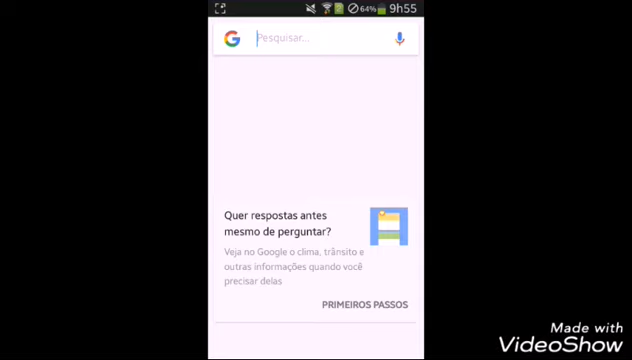 64% 9h55
Pesquisar...
Quer respostas antes
mesmo de perguntar?
Veja no Google o clima, trânsito e
outras informações quando você
precisar delas
PRIMEIROS PASSOS
Made with
VideoShow